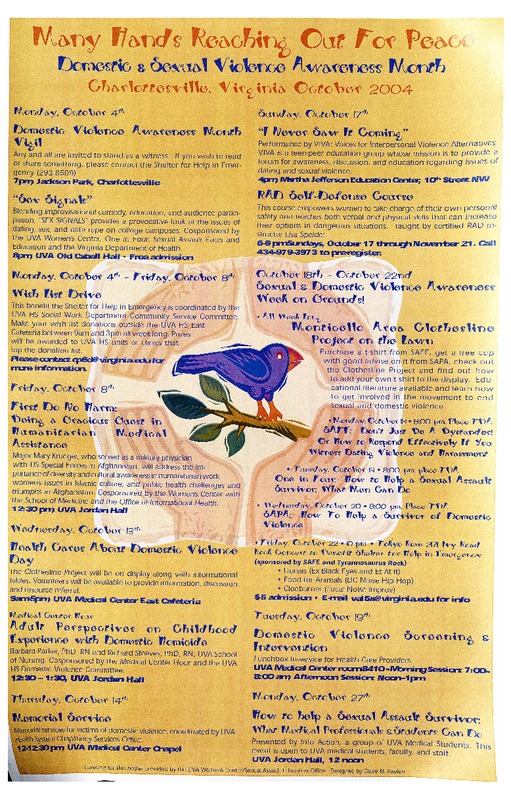 Many Hands Reaching Out For Peace
Domestic & Sexual Violence Awareness Month
Charlottesville, Virginia October 2004
Monday, October 4th
Domestic Violence Awareness Month
Vigil
Any and all are invited to stand as a witness. If you wish to read
or share something, please contact the Shelter for Help in Emer-
gency (293 8509)
7pm Jackson Park, Charlottesville
"Sex Signals"
Blending improvisational comedy, education, and audience partici-
pation, "SEX SIGNALS" provides a provocative look at the issues of
dating, sex, and date rape on college campuses. Cosponsored by
the UVA Womens Center, One in Four, Sexual Assault Facts and
Education and the Virginia Department of Health.
8pm UVA Old Cabell Hall - Free admission
Monday, October 4th - Friday, October 8th
Wish List Drive
This benefit the Shelter for Help in Emergency is coordinated by the
UVA HS Social Work Department Community Service Committee.
Make your wish list donations outside the UVA HS East
Cafeteria between 9am and 3pm all week long. Prizes
will be awarded to UVA HS units or clinics that
top the donation list.
Please contact @virginia.edu for
more information.
Friday, October 8th
First Do No Harm:
Being a Gracious Guest in
Humanitarian Medical
Assistance
Major Mary Krueger, who served as a military physician
with US Special Forces in Afghanistan, will address the im-
portance of diversity and cultural awareness in humanitarian work,
womens issues in Islamic culture, and public health challenges and
triumphs in Afghanistan. Cosponsored by the Womens Center with
the School of Medicine and the Office of International Health.
12:30 pm UVA Jordan Hall
Wednesday, October 13th
Health Cares About Domestic Violence
Day
The Clothesline Project will be on display along with informational
tables. Volunteers will be available to provide information, discussion
and resource referral.
9am-6pm UVA Medical Center East Cafeteria
Medical Center Hour
Adult Perspectives on Childhood
Experience with Domestic Homicide
Barbara Parker, PhD, RN and Richard Steeves, PhD, RN, UVA School
of Nursing. Cosponsored by the Medical Center Hour and the UVA
HS Domestic Violence Committee.
12:30 - 1:30, UVA Jordan Hall
Thursday, October 14th
Memorial Service
Memorial services for victims of domestic violence, coordinated by UVA
Health System Chaplaincy Services Office.
12-12:30 pm UVA Medical Center Chapel
Sunday, October 17th
"I Never Saw It Coming"
Performance by VIVA: Voices for Interpersonal Violence Alternatives.
VIVA is a teen peer education group whose mission is to provide a
forum for awareness, discussion, and education regarding issues of
dating and sexual violence.
4pm Martha Jefferson Education Center, 10th Street NW
RAD Self-Defense Course
This course empowers women to take charge of their own personal
safety and teaches both verbal and physical skills that can increase
their options in dangerous situations. Taught by certified RAD in-
structor Lisa
6-9 pm Sundays, October 17 through November 21. Call
434-979-3973 to preregister.
October 18th - October 22nd
Sexual & Domestic Violence Awareness
Week on Grounds!
- All Week Long
Monticello Area Clothesline
Project on the Lawn
Purchase a t-shirt from SAFE, get a free cup
with good advice on it from SAPA, check out
the Clothesline Project and find out how
to add your own t-shirt to the display. Edu-
cational literature available and learn how
to get involved in the movement to end
sexual and domestic violence.
• Monday October 18 • 8:00 pm, Place TBA
SAFE: Don't Just Be A Bystander!
Or How to Respond Effectively If You
Witness Dating Violence and Harassment
• Tuesday, October 19 • 8:00 pm, place TBA
One in Four: How to Help a Sexual Assault
Survivor: What Men Can Do
• Wednesday October 20 • 8:00 pm, Place TBA
SAPA: How To Help a Survivor of Domestic
Violence
• Friday, October 22 • 10 pm • Tokyo Rose
Rock Concert to Benefit Shelter for Help in Emergency
(sponsored by SAFE and Tyrannosaurus Rock)
• (Ex Black Eyes and Et At It)
• Food for Animals (DC Noise Hip Hop)
• (Four Noise Improv)
$5 admission • E-mail @virginia.edu for info
Tuesday, October 19th
Domestic Violence Screening &
Intervention
Lunchbox Inservice for Health Care Providers.
UVA Medical Center room 8410 - Morning Session: 7:00-
8:00 am Afternoon Session: Noon-1pm
Monday, October 27th
How to help a Sexual Assault Survivor:
What Medical Professionals & Students Can Do
Presented by Into Action, a group of UVA Medical Students. This
event is open to UVA medical students, faculty, and staff.
UVA Jordan Hall, 12 noon
Funding for this poster provided by the UVA Women's Center/Sexual Assault Education Office. Designed by Claire N. Kaplan